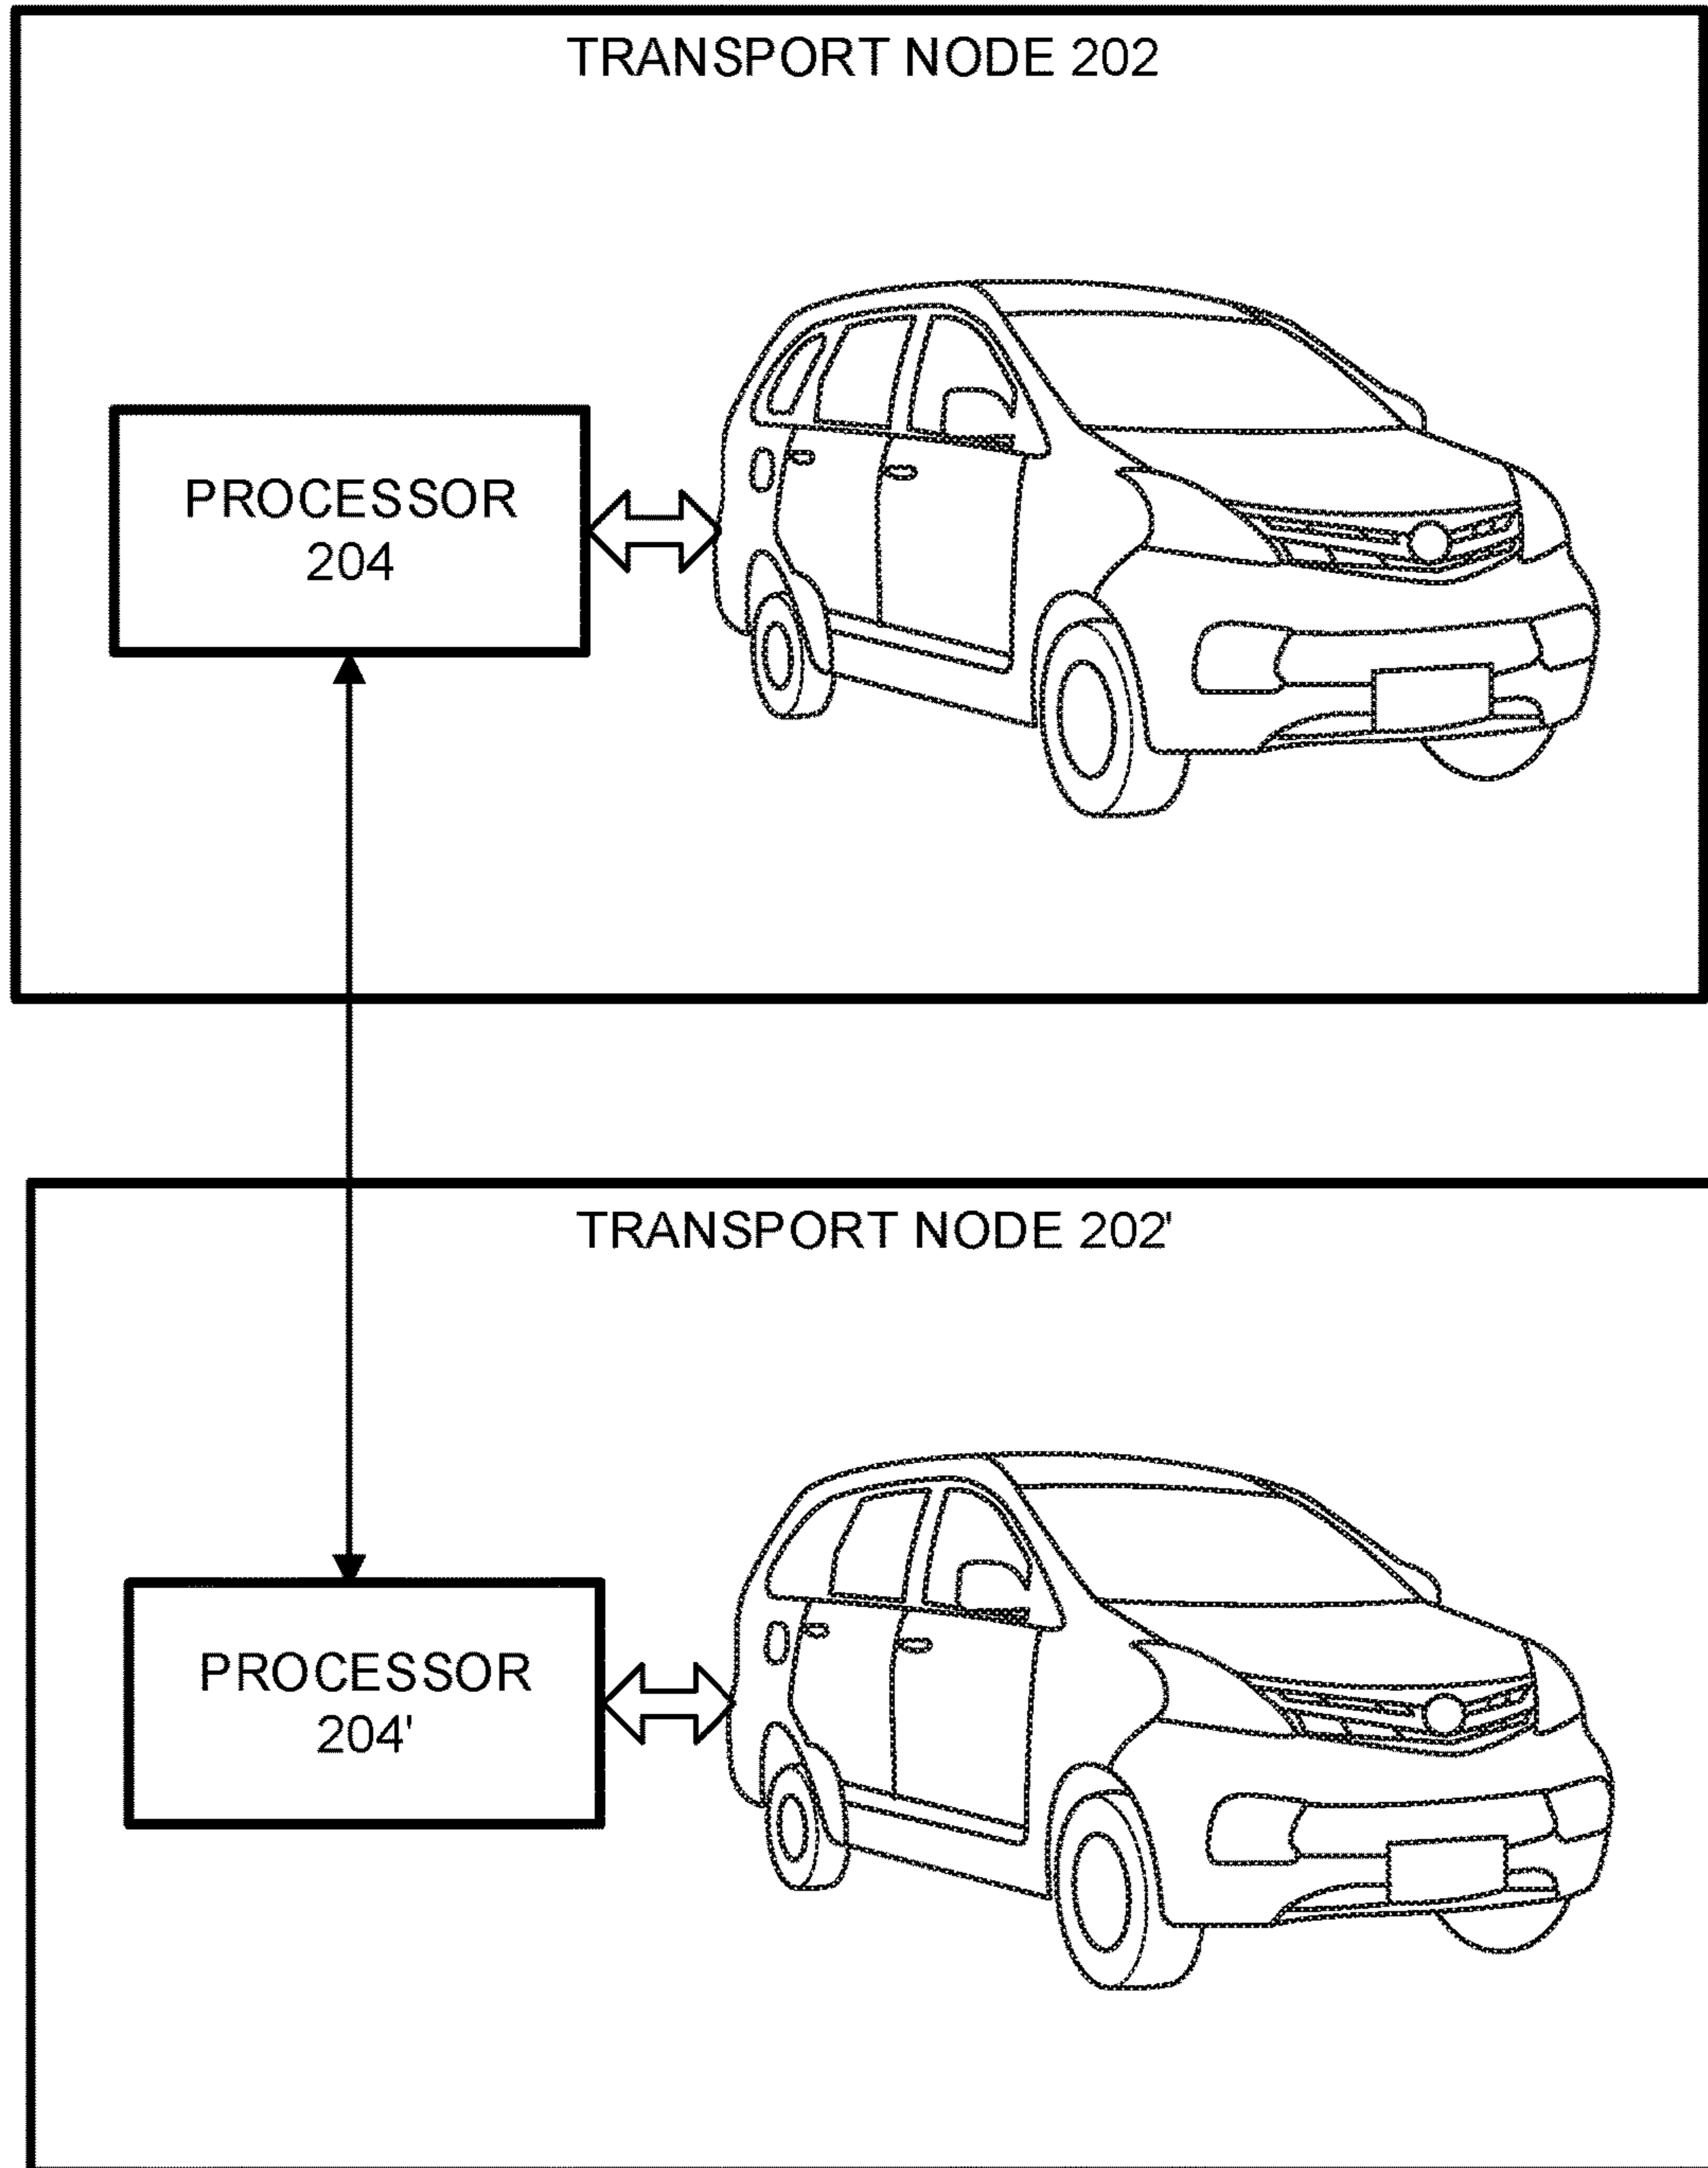 TRANSPORT NODE 202
PROCESSOR
204
TRANSPORT NODE 202'
PROCESSOR
204'